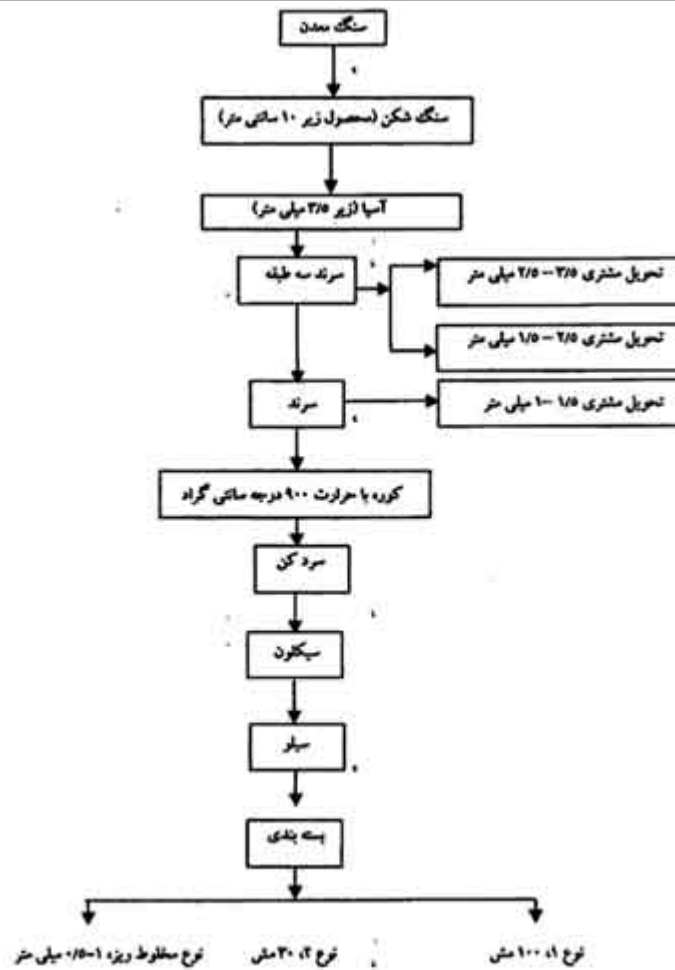 سنگ معدن
سنگ شکن (محصول زیر ۱۰ سانتی متر)
آسیا (زیر ۳/۵ میلی متر)
سرند سه طبقه
تحویل مشتری ۳/۵ – ۲/۵ میلی متر
تحویل مشتری ۲/۵ – ۱/۵ میلی متر
سرند
تحویل مشتری ۱/۵ – ۱ میلی متر
کوره با حرارت ۹۰۰ درجه سانتی گراد
سرد کن
سیکلون
سیلو
بسته بندی
نوع ۱، ۱۰۰ مش
نوع ۲، ۳۰ مش
نوع مخلوط ریز، ۱-۰/۵ میلی متر